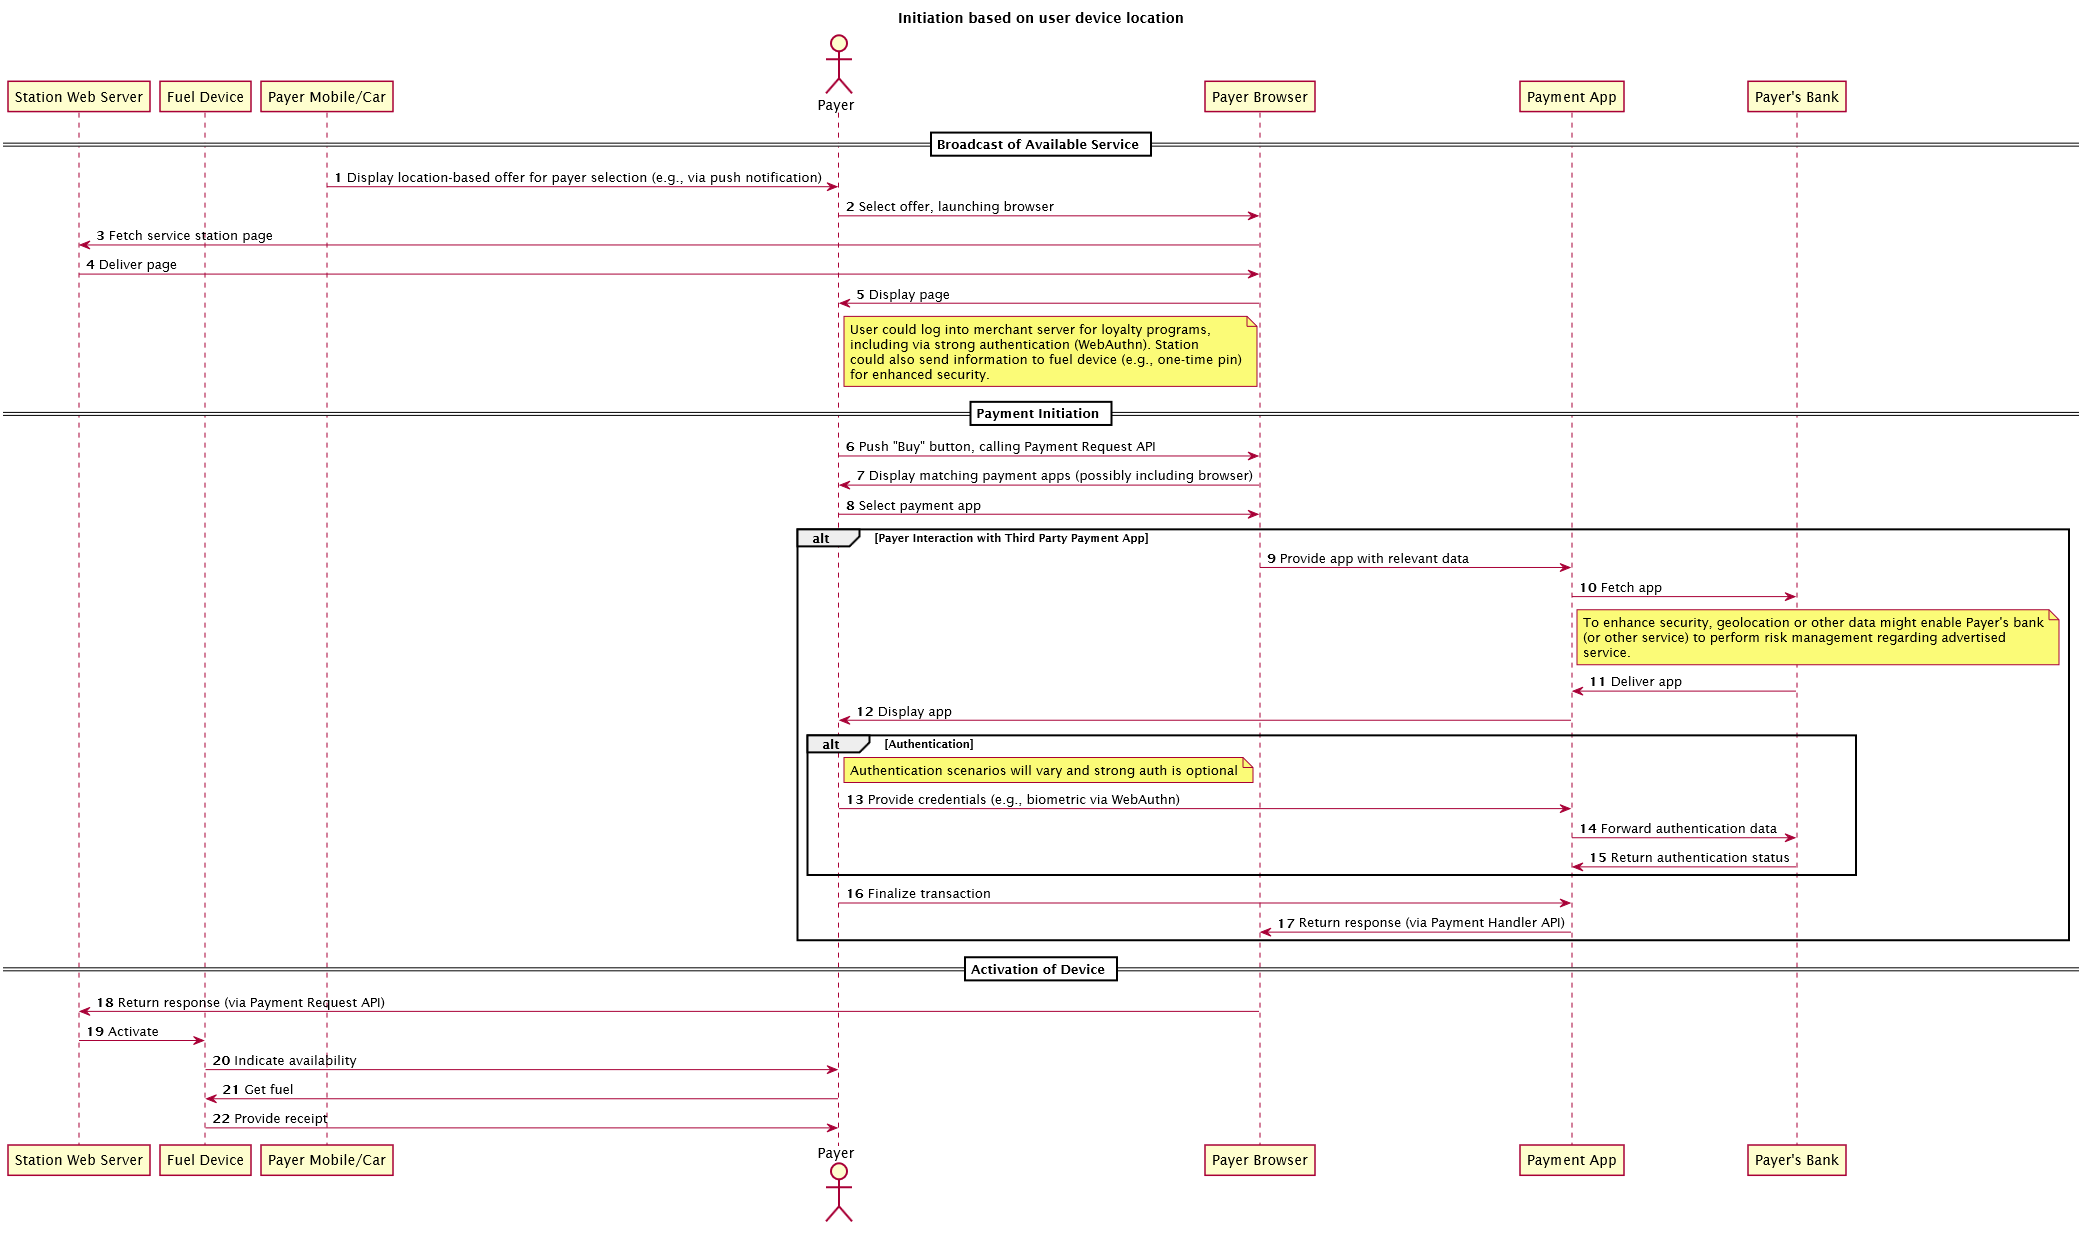 Initiation based on user device location
Station Web Server
Fuel Device
Payer Mobile/Car
Payer
Payer Browser
Payment App
Payer's Bank
Broadcast of Available Service
1 Display location-based offer for payer selection (e.g., via push notification)
2 Select offer, launching browser
3 Fetch service station page
4 Deliver page
5 Display page
User could log into merchant server for loyalty programs,
including via strong authentication (WebAuthn). Station
could also send information to fuel device (e.g., one-time pin)
for enhanced security.
Payment Initiation
6 Push "Buy" button, calling Payment Request API
7 Display matching payment apps (possibly including browser)
8 Select payment app
alt
[Payer Interaction with Third Party Payment App]
9 Provide app with relevant data
10 Fetch app
To enhance security, geolocation or other data might enable Payer's bank
(or other service) to perform risk management regarding advertised
service.
11 Deliver app
12 Display app
alt
[Authentication]
Authentication scenarios will vary and strong auth is optional
13 Provide credentials (e.g., biometric via WebAuthn)
14 Forward authentication data
15 Return authentication status
16 Finalize transaction
17 Return response (via Payment Handler API)
Activation of Device
18 Return response (via Payment Request API)
19 Activate
20 Indicate availability
21 Get fuel
22 Provide receipt
Station Web Server
Fuel Device
Payer Mobile/Car
Payer
Payer Browser
Payment App
Payer's Bank